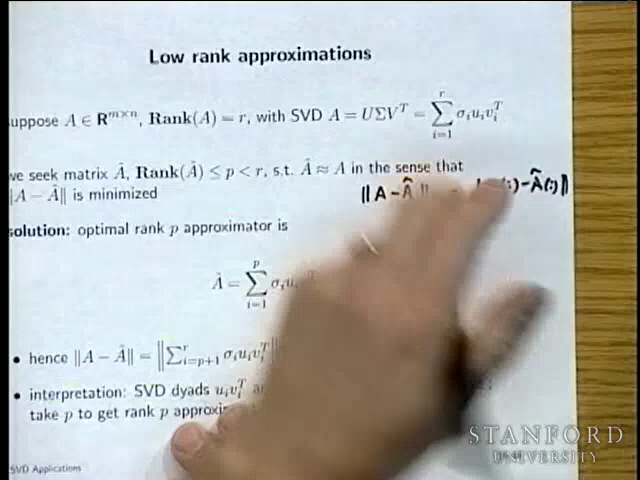 Low rank approximations
uppose A ∈ R^{m×n}, Rank(A) = r, with SVD A = UΣV^T = ∑_{i=1}^{r} σ_i u_i v_i^T
we seek matrix Â, Rank(Â) ≤ p < r, s.t. Â ≈ A in the sense that
‖A − Â‖ is minimized
‖A − Â‖ (:) − Â(:)‖
solution: optimal rank p approximator is
Â = ∑_{i=1}^{p} σ_i u_i
• hence ‖A − Â‖ = ‖∑_{i=p+1}^{r} σ_i u_i v_i^T‖
• interpretation: SVD dyads u_i v_i^T
take p to get rank p
SVD Applications
STANFORD
UNIVERSITY